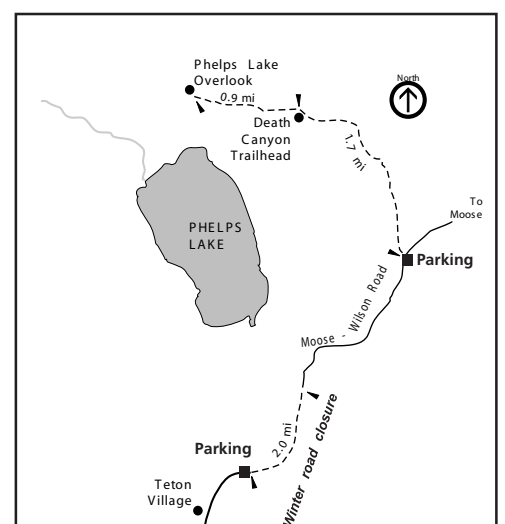 Phelps Lake
Overlook
0.9 mi
North
Death
Canyon
Trailhead
1.7 mi
To
Moose
PHELPS
LAKE
Parking
Moose - Wilson Road
2.0 mi
Winter road closure
Parking
Teton
Village